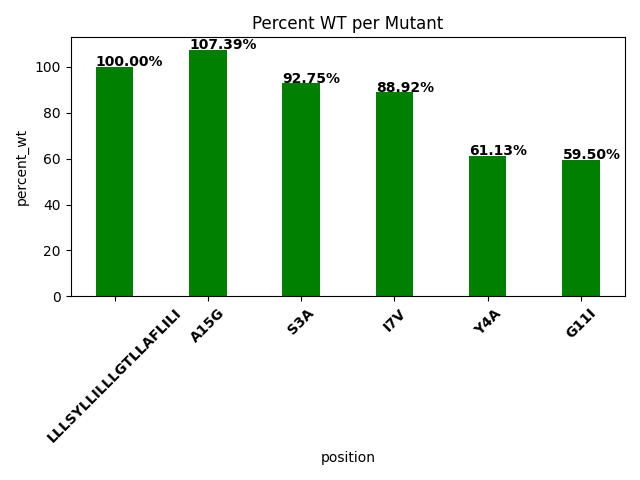 Percent WT per Mutant
percent_wt
100
80
60
40
20
0
100.00%
107.39%
92.75%
88.92%
61.13%
59.50%
LLLSYLLILLLGTLLAFLILI
A15G
S3A
I7V
Y4A
G11I
position